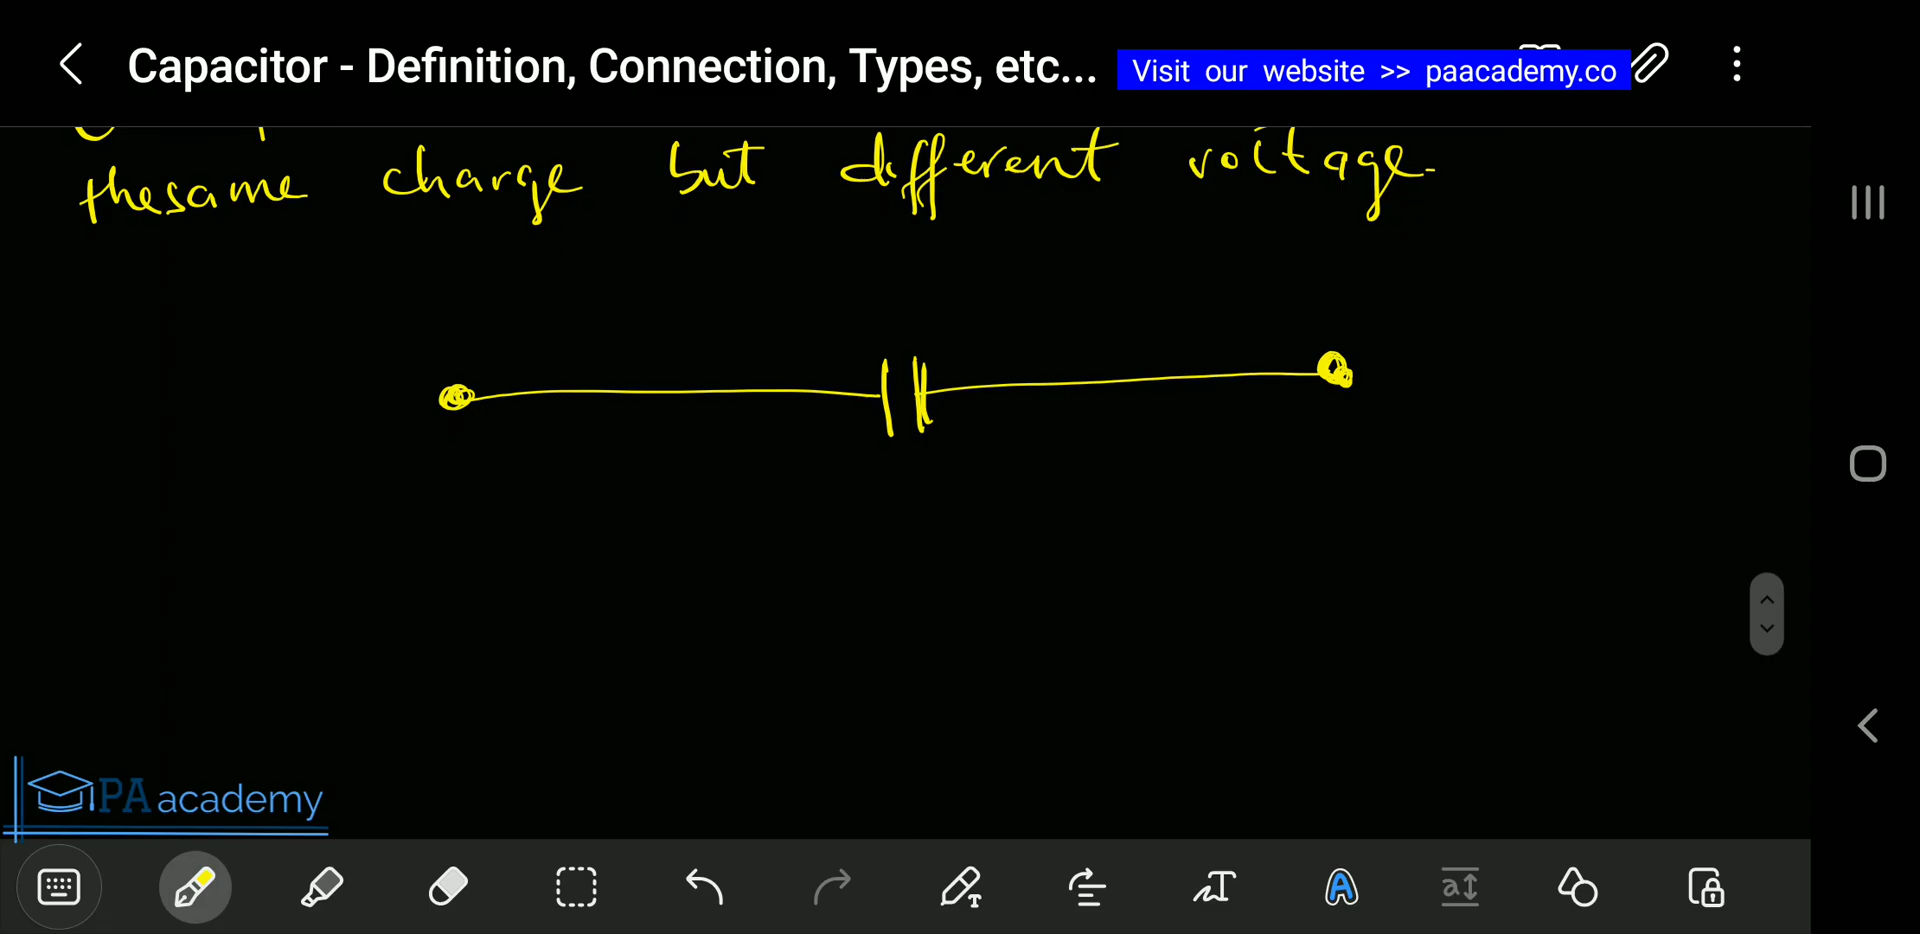 Capacitor - Definition, Connection, Types, etc...
Visit our website >> paacademy.co
thesame charge but different voltage.
PA academy